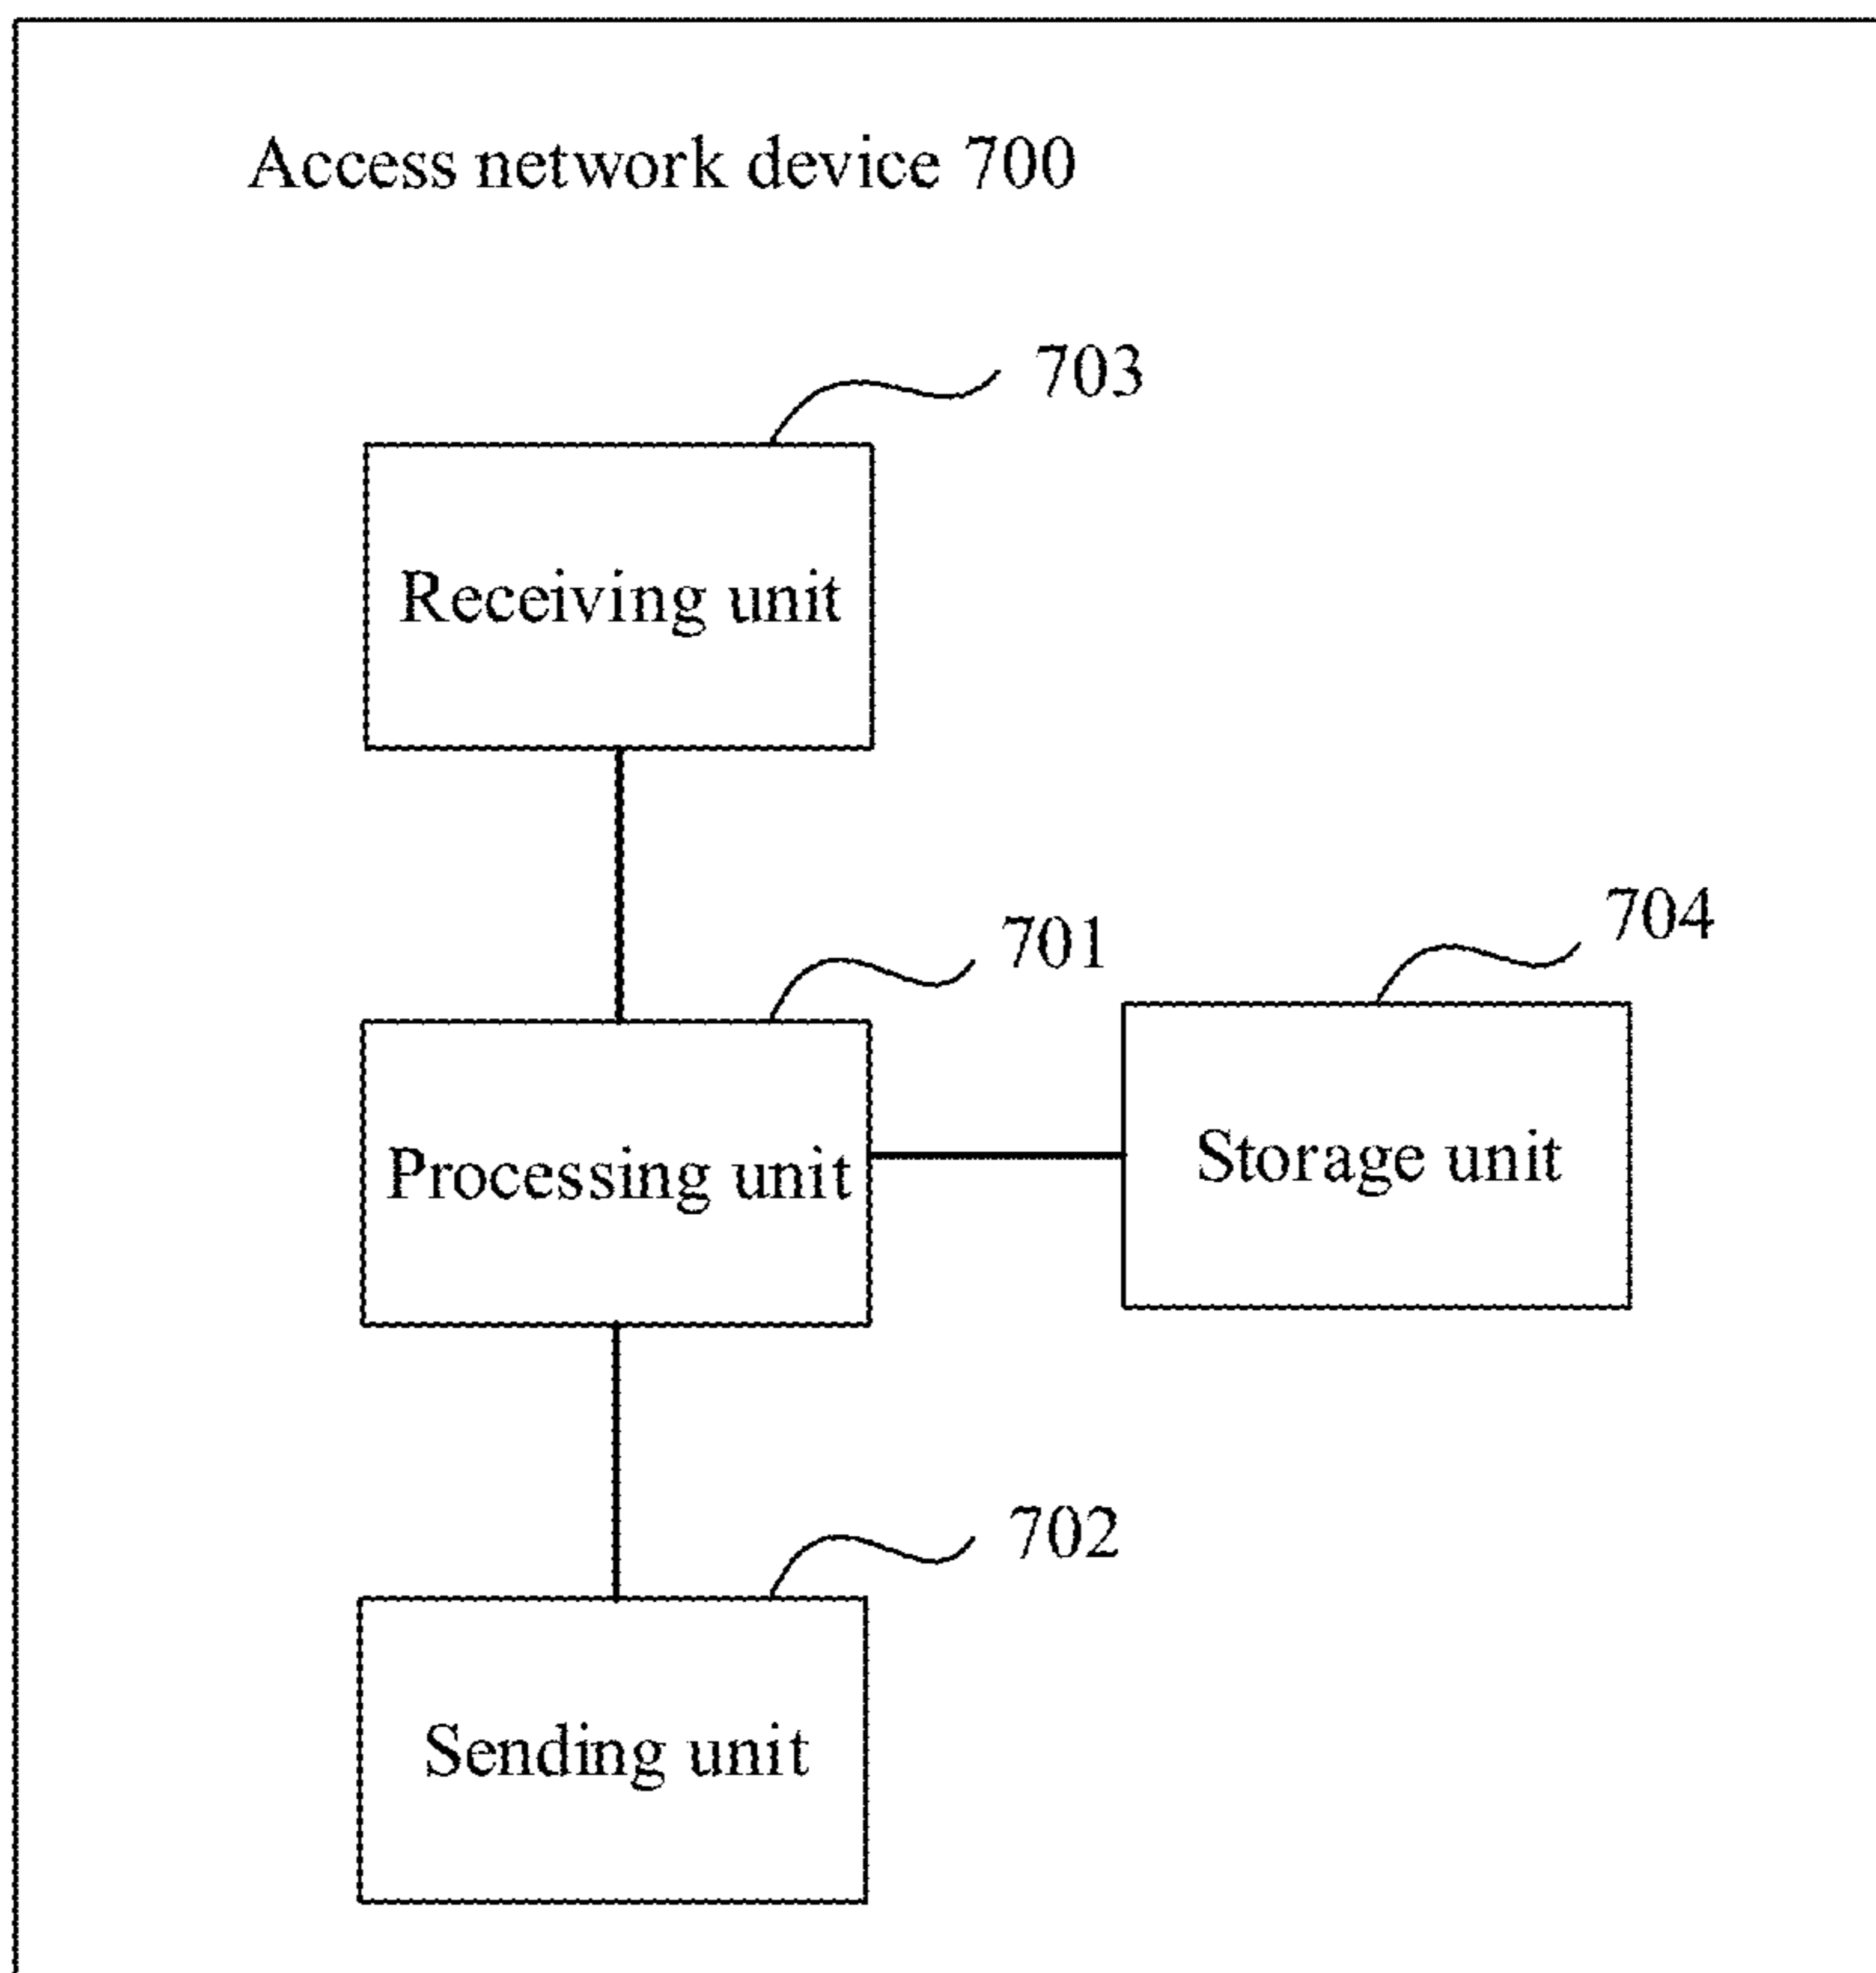 Access network device 700
703
Receiving unit
701
704
Processing unit
Storage unit
702
Sending unit